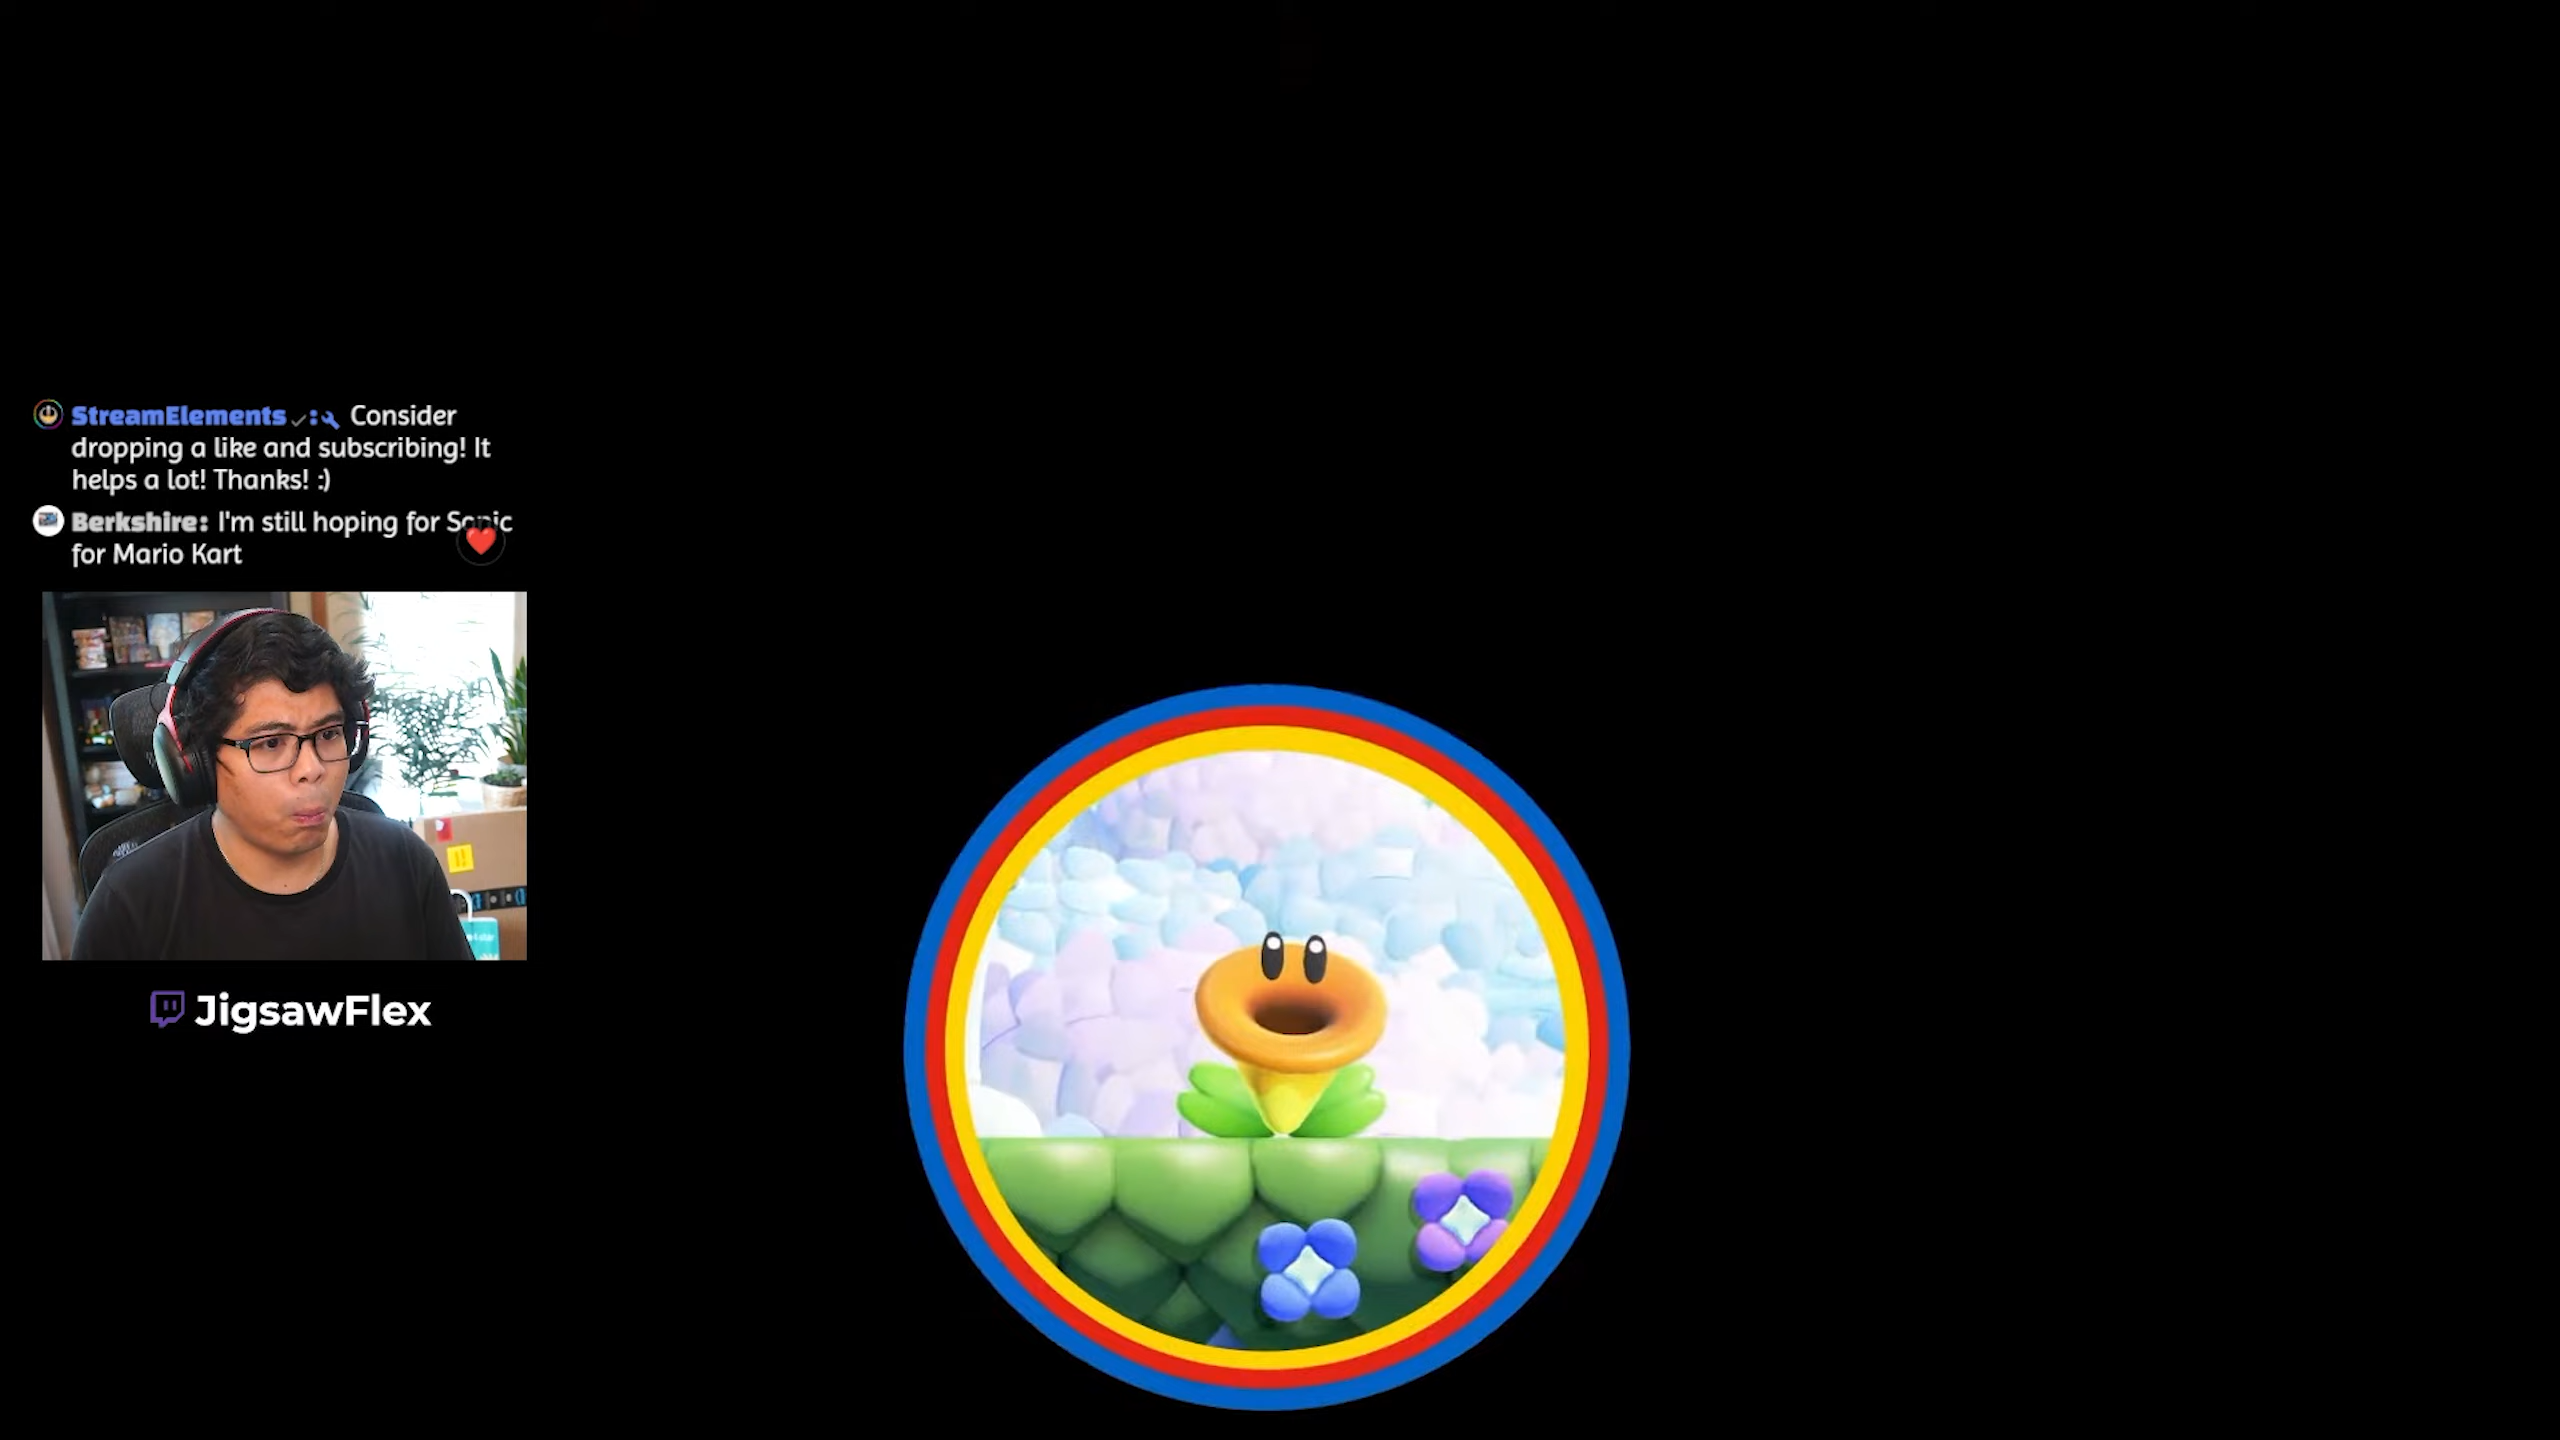 StreamElements: Consider
dropping a like and subscribing! It
helps a lot! Thanks! :)
Berkshire: I'm still hoping for Sonic
for Mario Kart
JigsawFlex